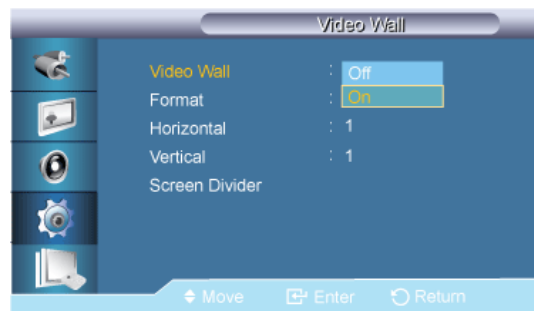 Video Wall
Video Wall : Off
Format : On
Horizontal : 1
Vertical : 1
Screen Divider
Move Enter Return